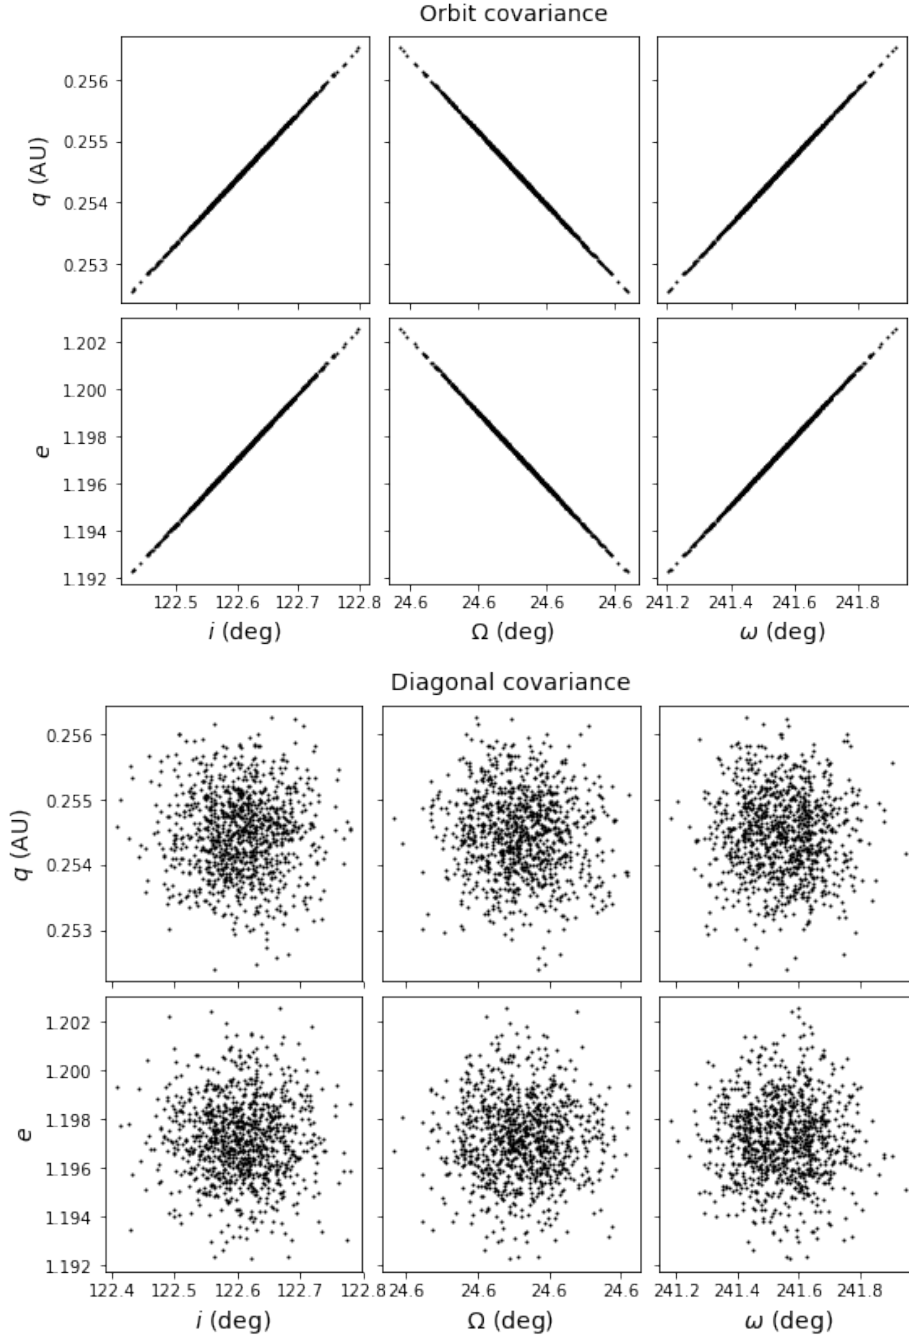 Orbit covariance
0.256
0.255
0.254
0.253
q (AU)
1.202
1.200
1.198
1.196
1.194
1.192
e
122.5 122.6 122.7 122.8
24.6 24.6 24.6 24.6
241.2 241.4 241.6 241.8
i (deg) Ω (deg) ω (deg)
Diagonal covariance
0.256
0.255
0.254
0.253
q (AU)
1.202
1.200
1.198
1.196
1.194
1.192
e
122.4 122.5 122.6 122.7 122.8
24.6 24.6 24.6 24.6
241.2 241.4 241.6 241.8
i (deg) Ω (deg) ω (deg)